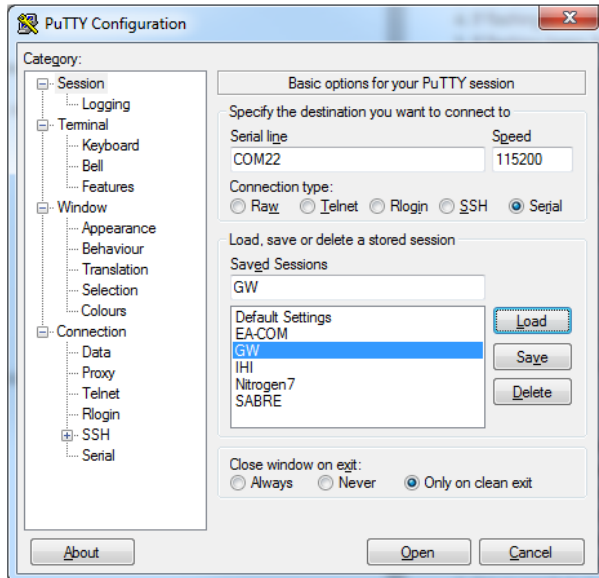 PuTTY Configuration
Category:
Session
Logging
Terminal
Keyboard
Bell
Features
Window
Appearance
Behaviour
Translation
Selection
Colours
Connection
Data
Proxy
Telnet
Rlogin
SSH
Serial
Basic options for your PuTTY session
Specify the destination you want to connect to
Serial line Speed
COM22 115200
Connection type:
Raw Telnet Rlogin SSH Serial
Load, save or delete a stored session
Saved Sessions
GW
Default Settings
EA-COM
GW
IHI
Nitrogen7
SABRE
Load
Save
Delete
Close window on exit:
Always Never Only on clean exit
About Open Cancel